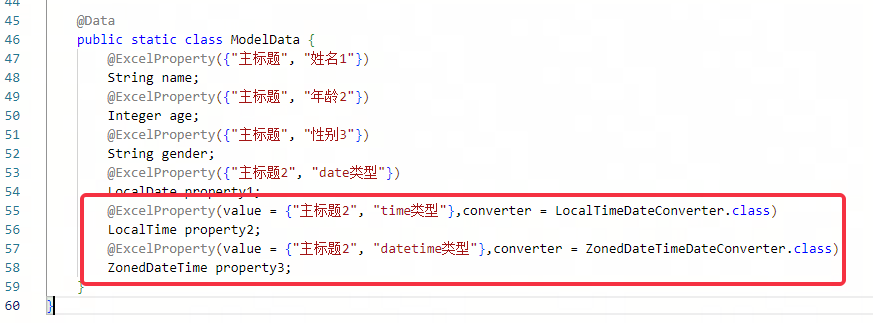 44
45 @Data
46 public static class ModelData {
47 @ExcelProperty({"主标题", "姓名1"})
48 String name;
49 @ExcelProperty({"主标题", "年龄2"})
50 Integer age;
51 @ExcelProperty({"主标题", "性别3"})
52 String gender;
53 @ExcelProperty({"主标题2", "date类型"})
54 LocalDate property1;
55 @ExcelProperty(value = {"主标题2", "time类型"},converter = LocalTimeDateConverter.class)
56 LocalTime property2;
57 @ExcelProperty(value = {"主标题2", "datetime类型"},converter = ZonedDateTimeDateConverter.class)
58 ZonedDateTime property3;
59 }
60 }